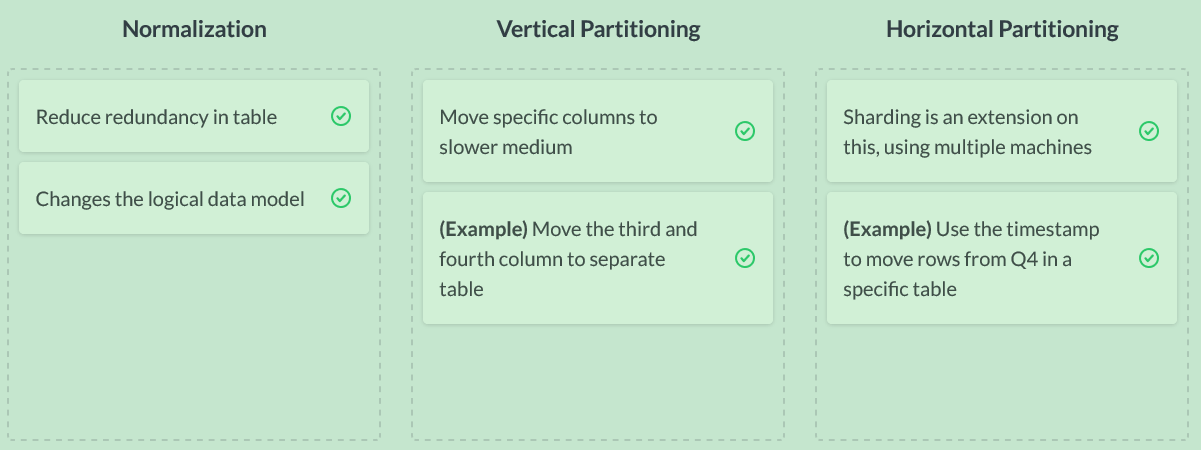 Normalization
Reduce redundancy in table
Changes the logical data model
Vertical Partitioning
Move specific columns to
slower medium
(Example) Move the third and
fourth column to separate
table
Horizontal Partitioning
Sharding is an extension on
this, using multiple machines
(Example) Use the timestamp
to move rows from Q4 in a
specific table